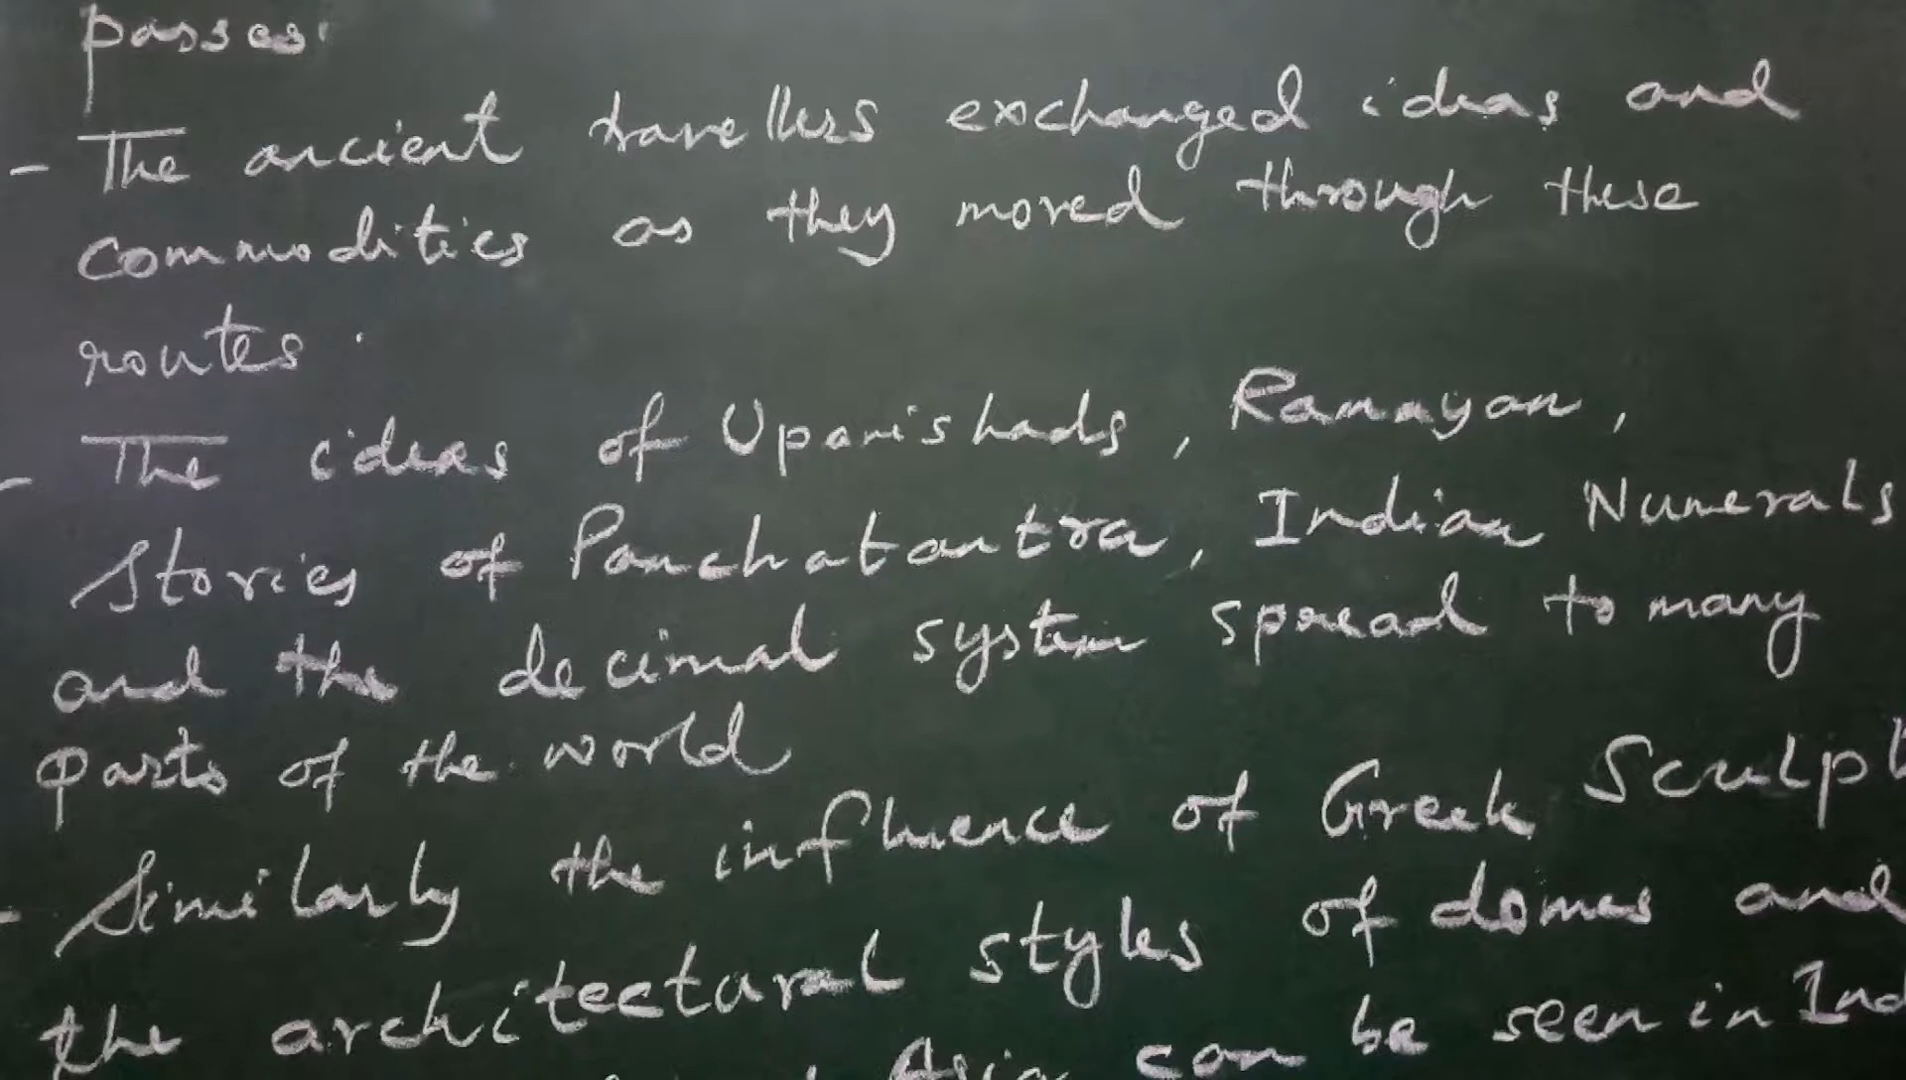 passes.
- The ancient travellers exchanged ideas and
commodities as they moved through these
routes.
- The ideas of Upanishads, Ramayan,
Stories of Panchatantra, Indian Numerals
and the decimal system spread to many
parts of the world
- Similarly the influence of Greek Sculpt
the architectural styles of domes and
Asia can be seen in Ind